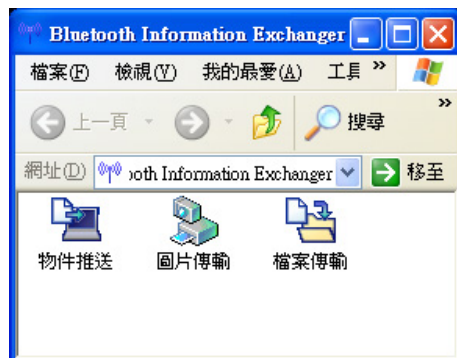 Bluetooth Information Exchanger
檔案(F) 檢視(V) 我的最愛(A) 工具 »
上一頁 搜尋 »
網址(D) ooth Information Exchanger 移至
物件推送 圖片傳輸 檔案傳輸